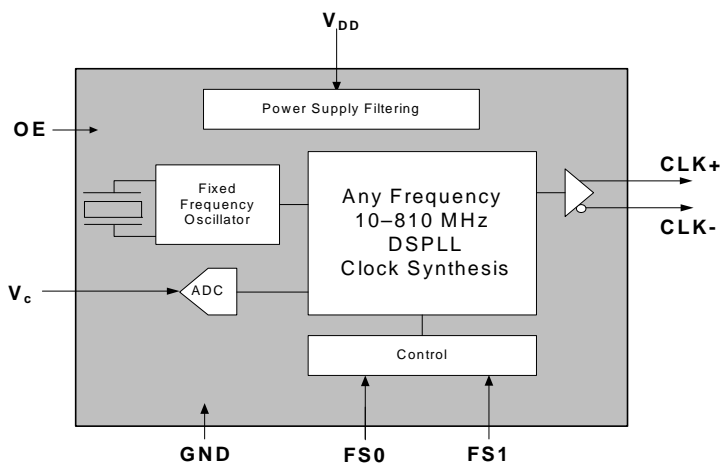 VDD
Power Supply Filtering
OE
CLK+
Fixed
Frequency
Oscillator
Any Frequency
10–810 MHz
DSPLL
Clock Synthesis
CLK-
Vc
ADC
Control
GND
FS0
FS1